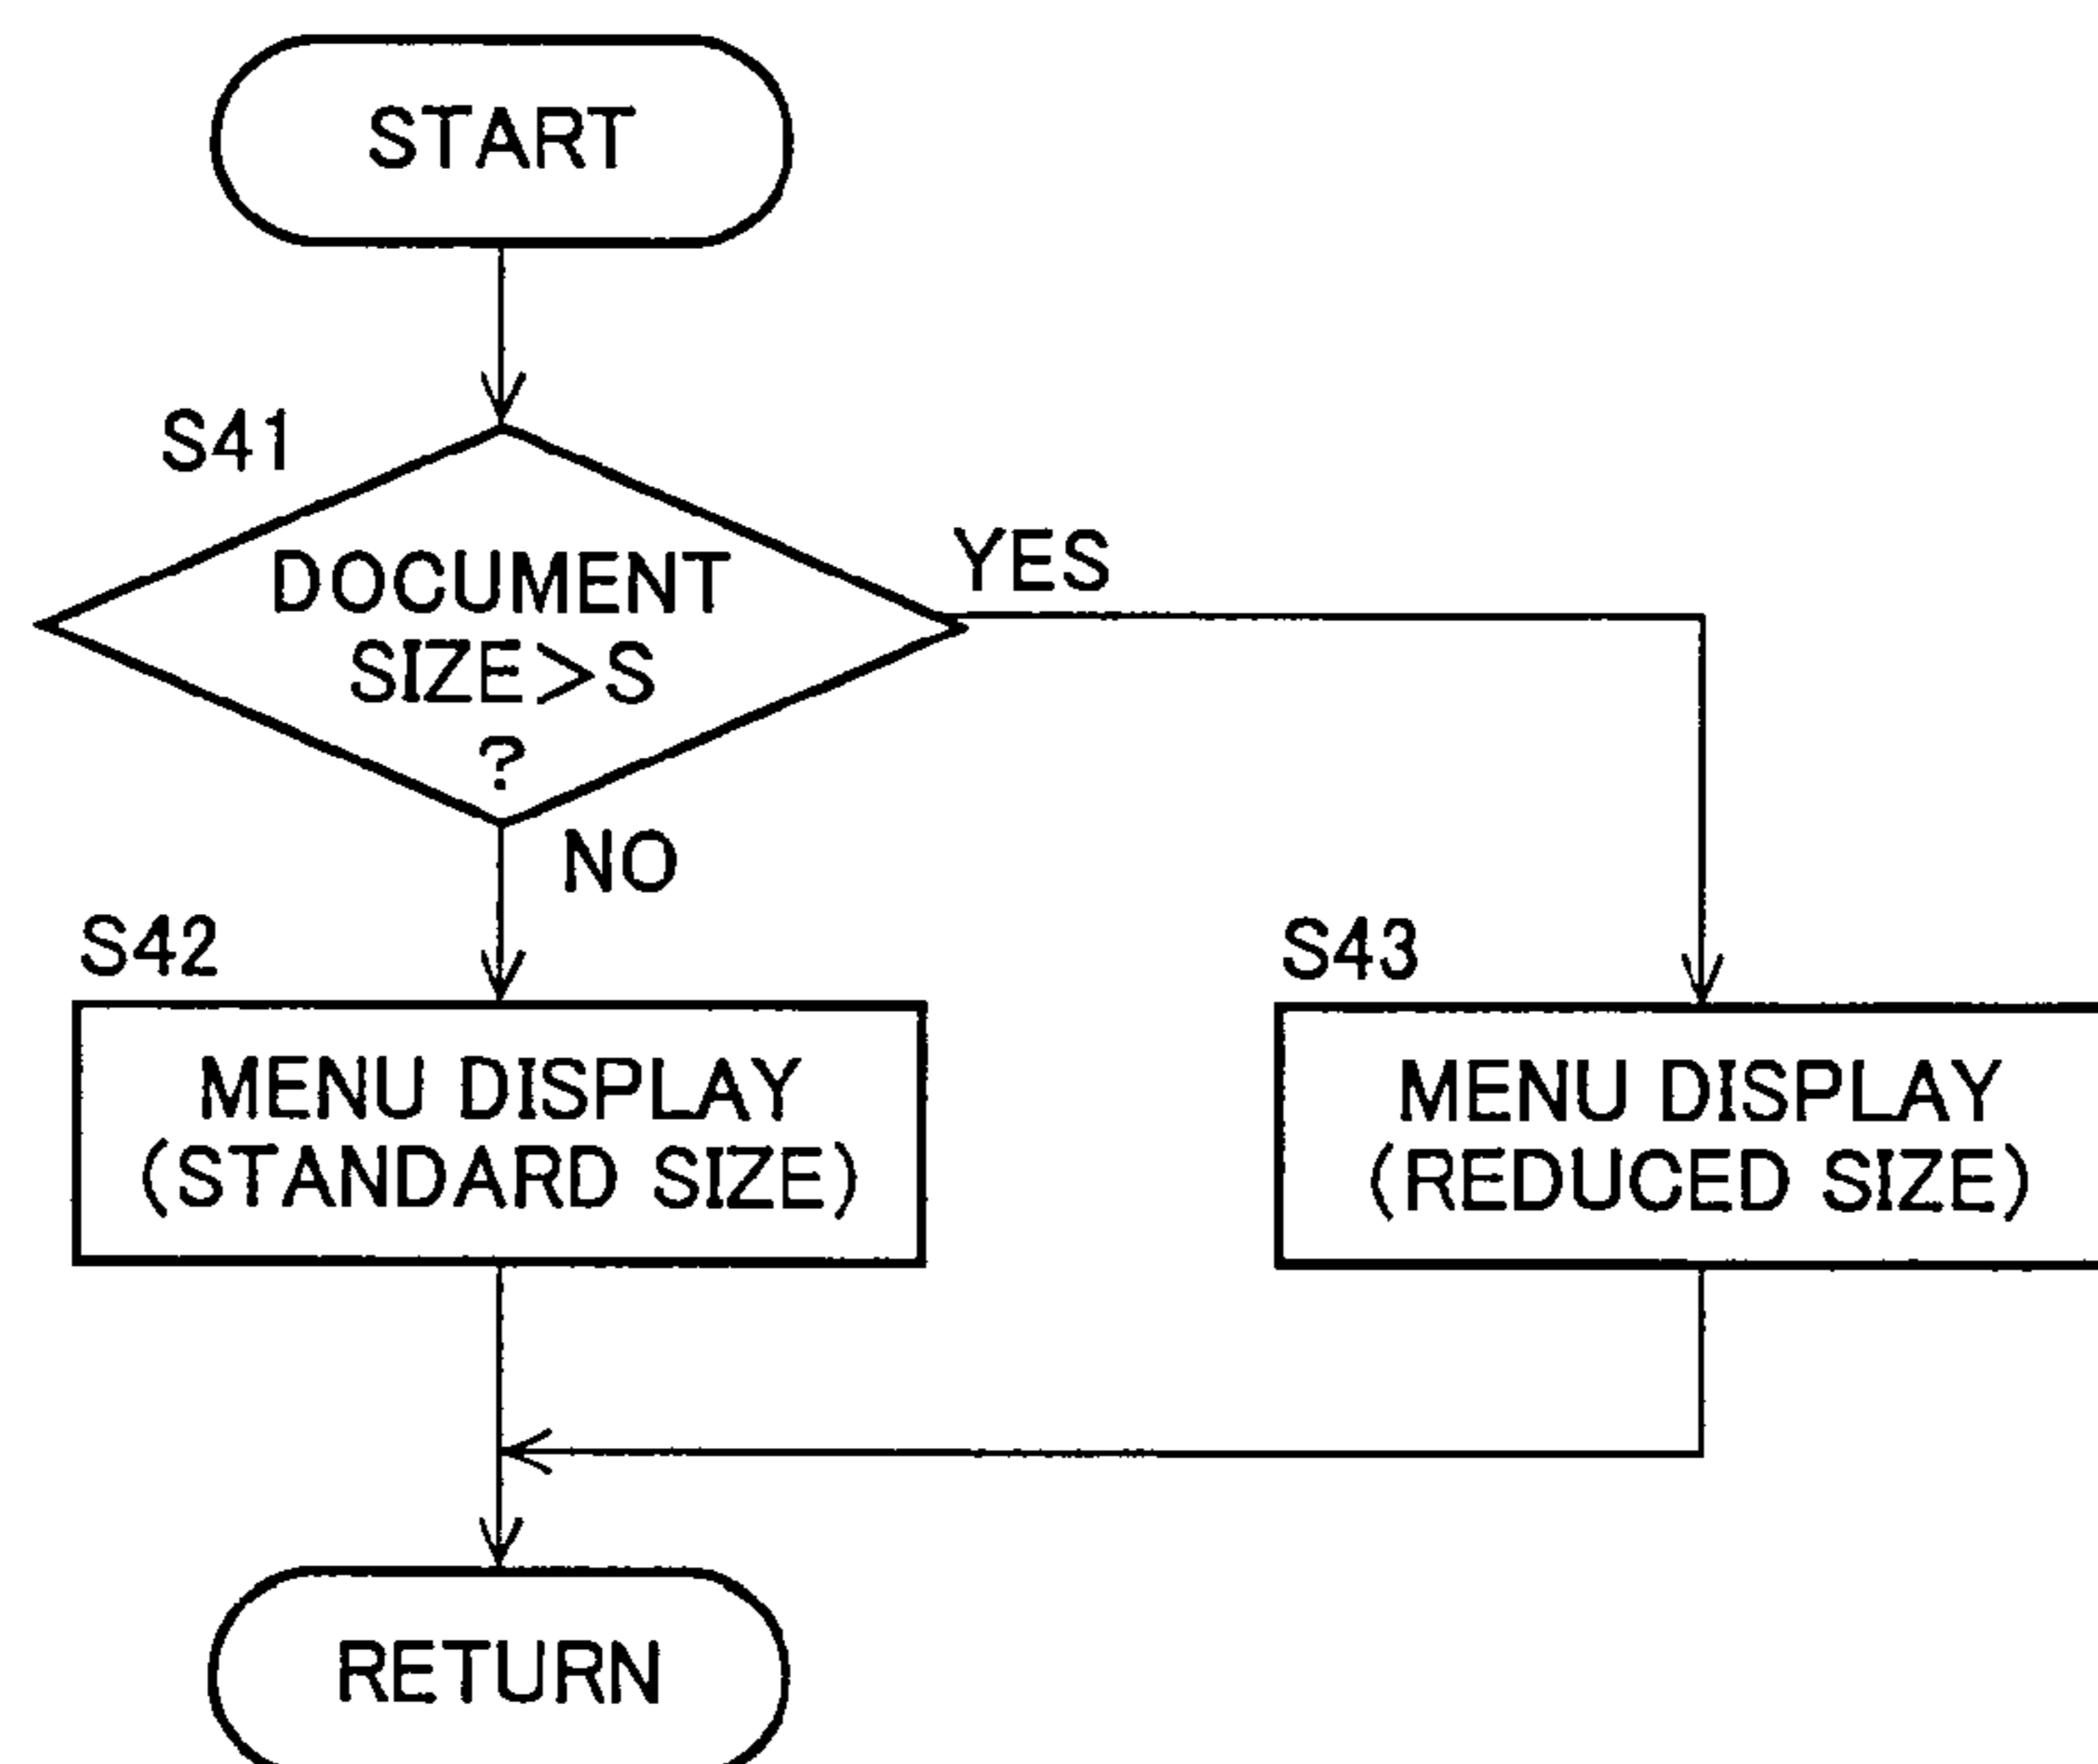 START
S41
DOCUMENT
SIZE>S
?
YES
NO
S42
MENU DISPLAY
(STANDARD SIZE)
S43
MENU DISPLAY
(REDUCED SIZE)
RETURN